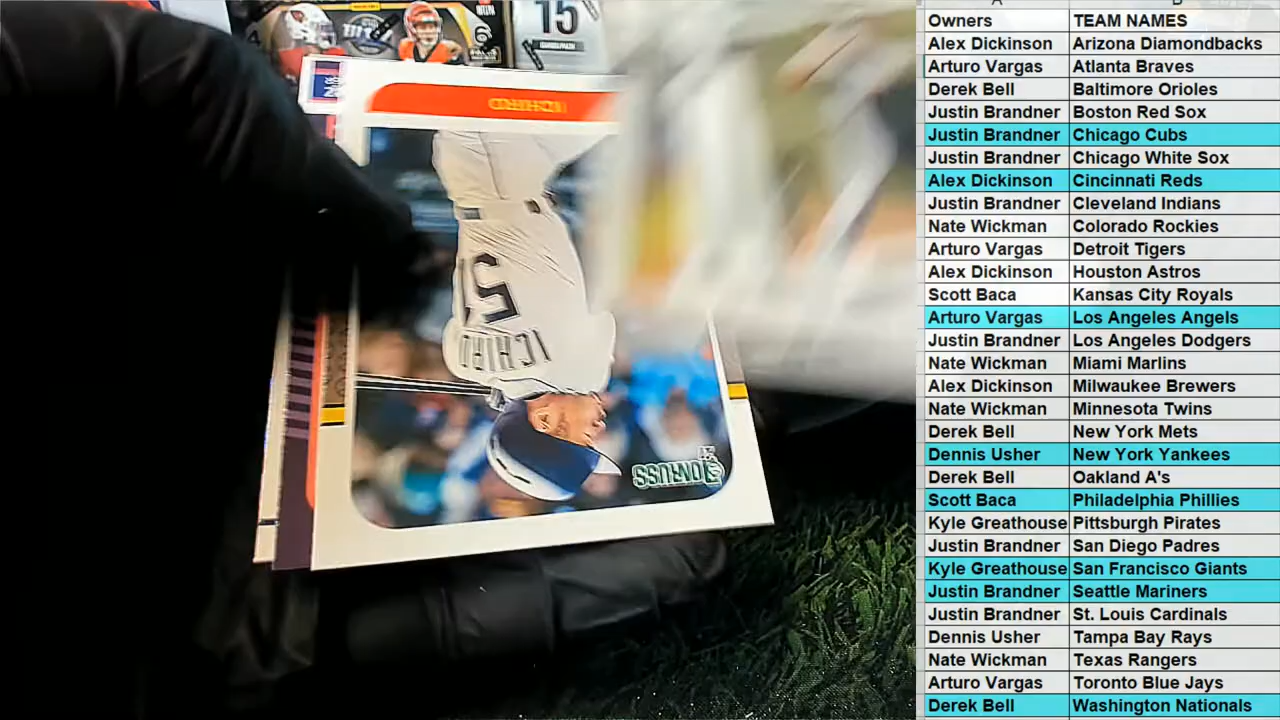 15
ICHIRO
51
ICHIRO
DONRUSS
Owners TEAM NAMES
Alex Dickinson Arizona Diamondbacks
Arturo Vargas Atlanta Braves
Derek Bell Baltimore Orioles
Justin Brandner Boston Red Sox
Justin Brandner Chicago Cubs
Justin Brandner Chicago White Sox
Alex Dickinson Cincinnati Reds
Justin Brandner Cleveland Indians
Nate Wickman Colorado Rockies
Arturo Vargas Detroit Tigers
Alex Dickinson Houston Astros
Scott Baca Kansas City Royals
Arturo Vargas Los Angeles Angels
Justin Brandner Los Angeles Dodgers
Nate Wickman Miami Marlins
Alex Dickinson Milwaukee Brewers
Nate Wickman Minnesota Twins
Derek Bell New York Mets
Dennis Usher New York Yankees
Derek Bell Oakland A's
Scott Baca Philadelphia Phillies
Kyle Greathouse Pittsburgh Pirates
Justin Brandner San Diego Padres
Kyle Greathouse San Francisco Giants
Justin Brandner Seattle Mariners
Justin Brandner St. Louis Cardinals
Dennis Usher Tampa Bay Rays
Nate Wickman Texas Rangers
Arturo Vargas Toronto Blue Jays
Derek Bell Washington Nationals